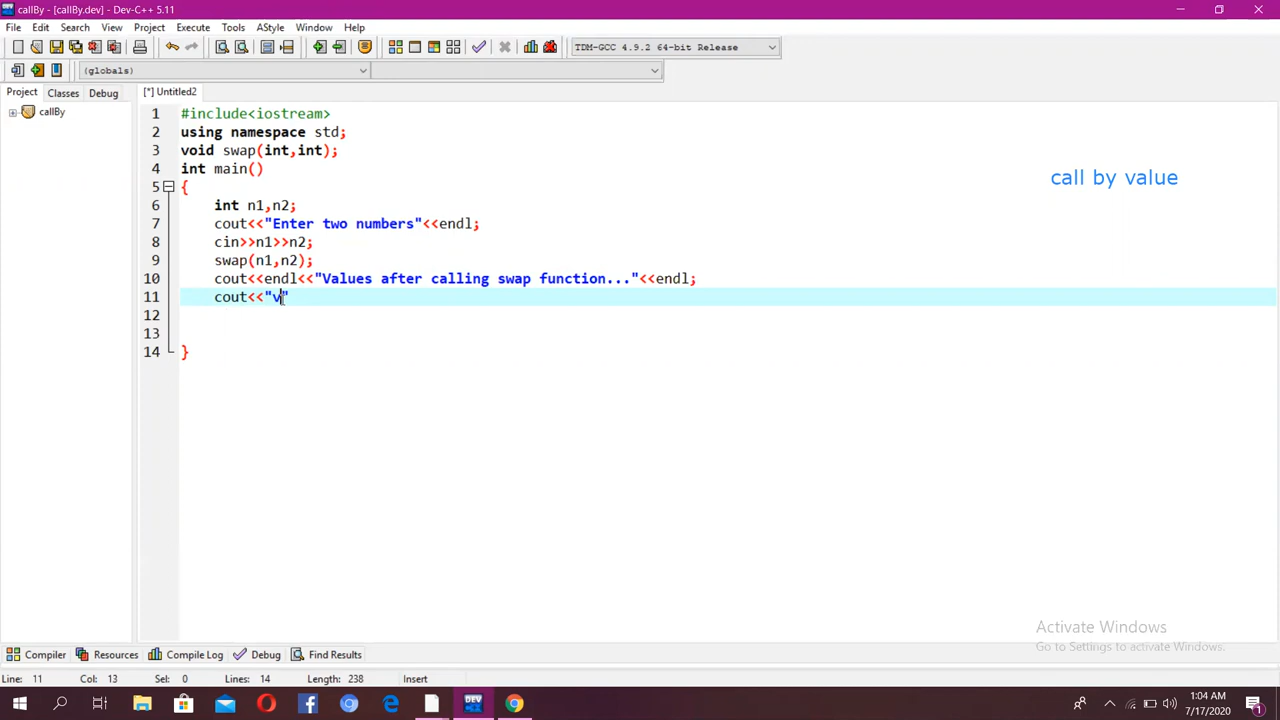 callBy - [callBy.dev] - Dev-C++ 5.11
File Edit Search View Project Execute Tools AStyle Window Help
TDM-GCC 4.9.2 64-bit Release
(globals)
Project Classes Debug [*] Untitled2
callBy
1 #include<iostream>
2 using namespace std;
3 void swap(int,int);
4 int main()
call by value
5 {
6 int n1,n2;
7 cout<<"Enter two numbers"<<endl;
8 cin>>n1>>n2;
9 swap(n1,n2);
10 cout<<endl<<"Values after calling swap function..."<<endl;
11 cout<<"v"
12
13
14 }
Activate Windows
Go to Settings to activate Windows.
Compiler Resources Compile Log Debug Find Results
Line: 11 Col: 13 Sel: 0 Lines: 14 Length: 238 Insert
DEV
1:04 AM
7/17/2020
1